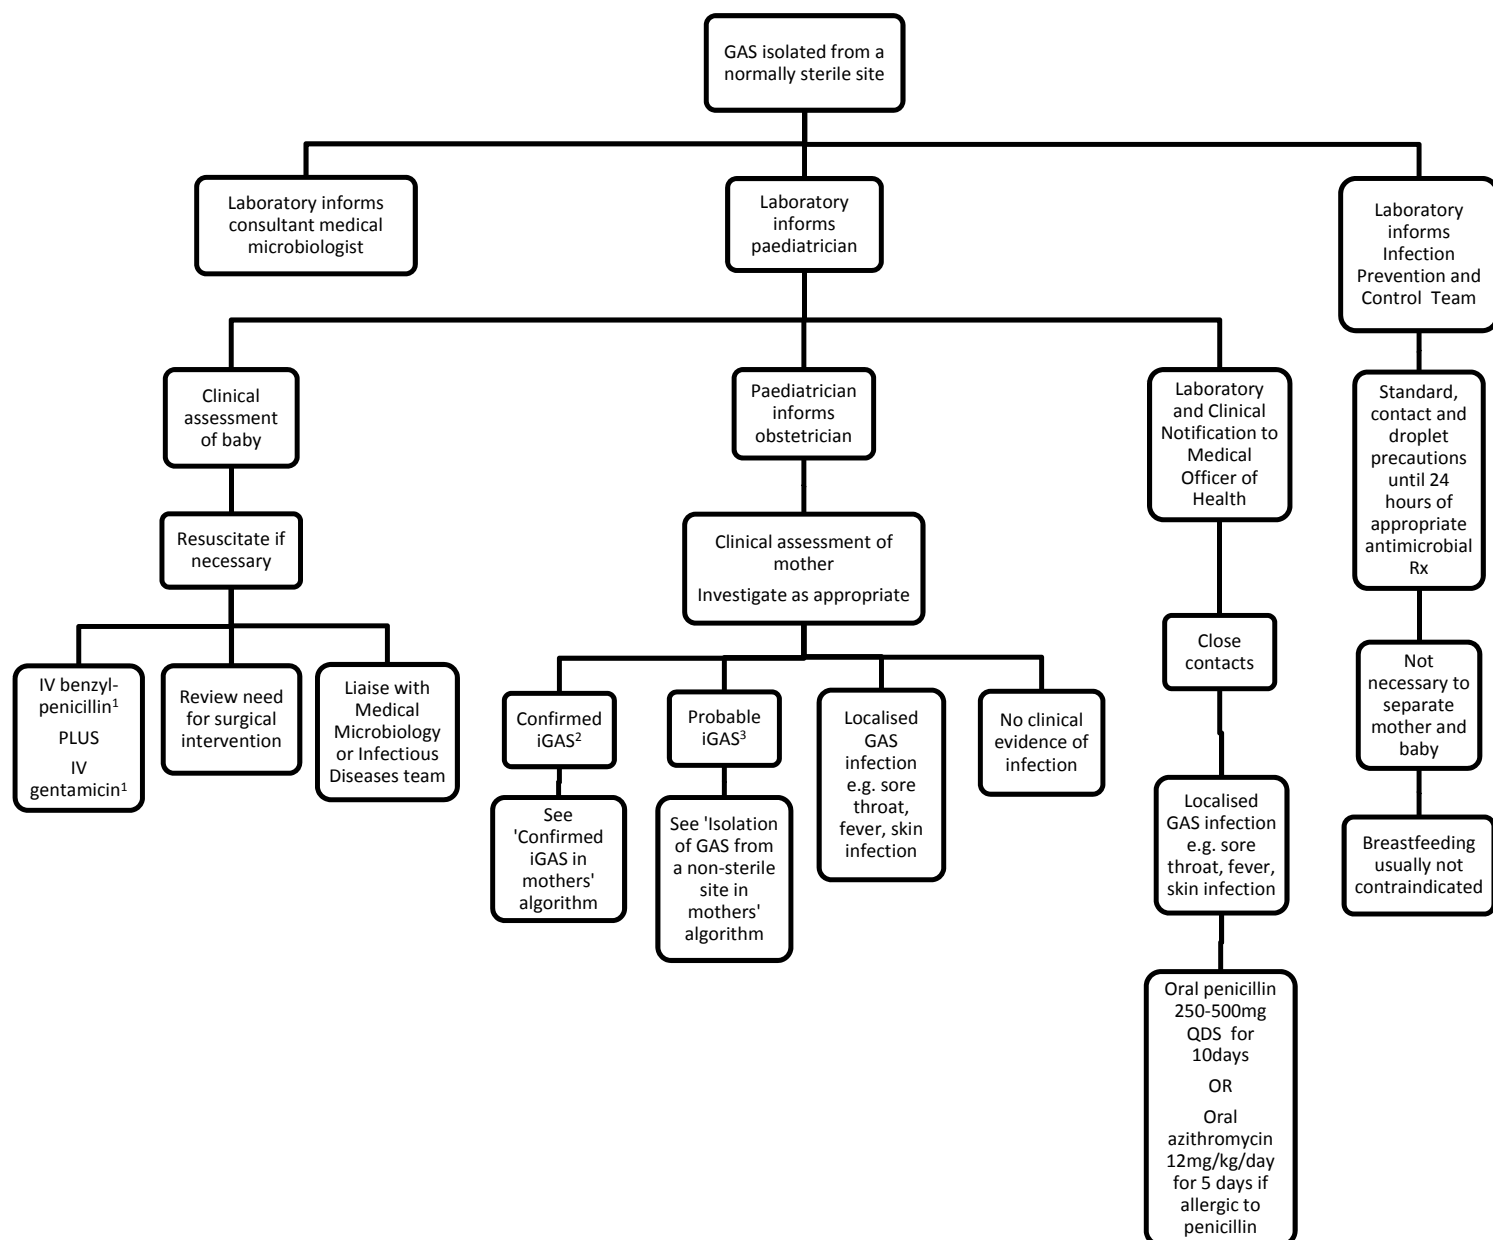 GAS isolated from a
normally sterile site
Laboratory informs
consultant medical
microbiologist
Laboratory
informs
paediatrician
Laboratory
informs
Infection
Prevention and
Control Team
Clinical
assessment
of baby
Paediatrician
informs
obstetrician
Laboratory
and Clinical
Notification to
Medical
Officer of
Health
Standard,
contact and
droplet
precautions
until 24
hours of
appropriate
antimicrobial
Rx
Resuscitate if
necessary
Clinical assessment of
mother
Investigate as appropriate
Close
contacts
Not
necessary to
separate
mother and
baby
IV benzyl-
penicillin¹
PLUS
IV
gentamicin¹
Review need
for surgical
intervention
Liaise with
Medical
Microbiology
or Infectious
Diseases team
Confirmed
iGAS²
Probable
iGAS³
Localised
GAS
infection
e.g. sore
throat,
fever, skin
infection
No clinical
evidence of
infection
See
'Confirmed
iGAS in
mothers'
algorithm
See 'Isolation
of GAS from
a non-sterile
site in
mothers'
algorithm
Localised
GAS infection
e.g. sore
throat, fever,
skin infection
Breastfeeding
usually not
contraindicated
Oral penicillin
250-500mg
QDS for
10days
OR
Oral
azithromycin
12mg/kg/day
for 5 days if
allergic to
penicillin